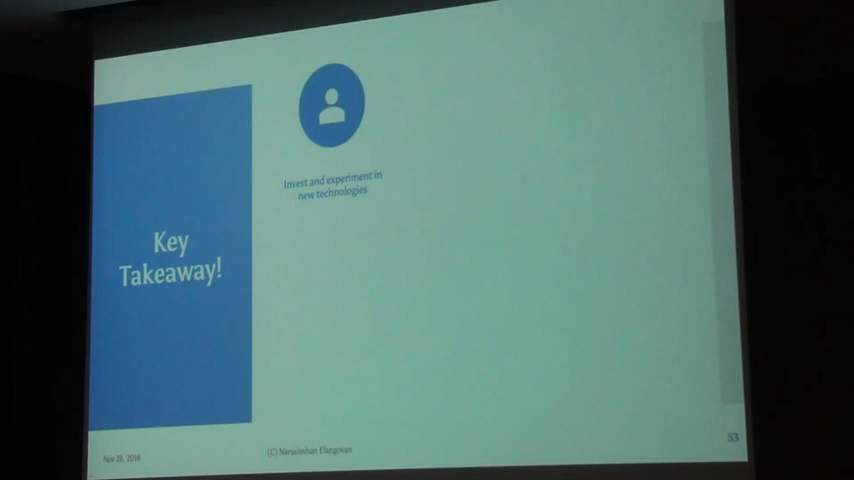 Key
Takeaway!
Invest and experiment in
new technologies
Nov 28, 2018
(C) Narasimhan Elangovan
53